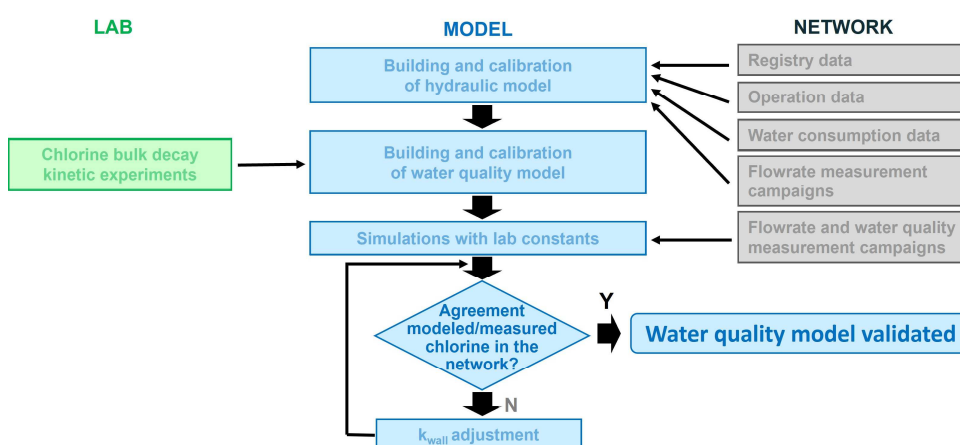 LAB
MODEL
NETWORK
Building and calibration
of hydraulic model
Registry data
Operation data
Water consumption data
Flowrate measurement
campaigns
Flowrate and water quality
measurement campaigns
Chlorine bulk decay
kinetic experiments
Building and calibration
of water quality model
Simulations with lab constants
Agreement
modeled/measured
chlorine in the
network?
Y
Water quality model validated
N
k_wall adjustment